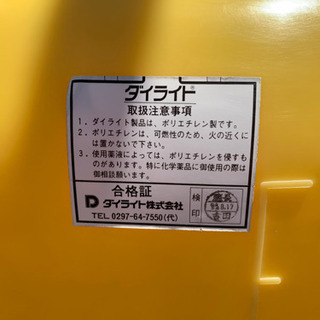 ダイライト®
取扱注意事項
1. ダイライト製品は、ポリエチレン製です。
2. ポリエチレンは、可燃性のため、火の近くには置かないで下さい。
3. 使用薬液によっては、ポリエチレンを侵すものがあります。特に化学薬品に御使用の際は御相談願います。
合格証
ダイライト株式会社
TEL 0297-64-7550(代)
検印